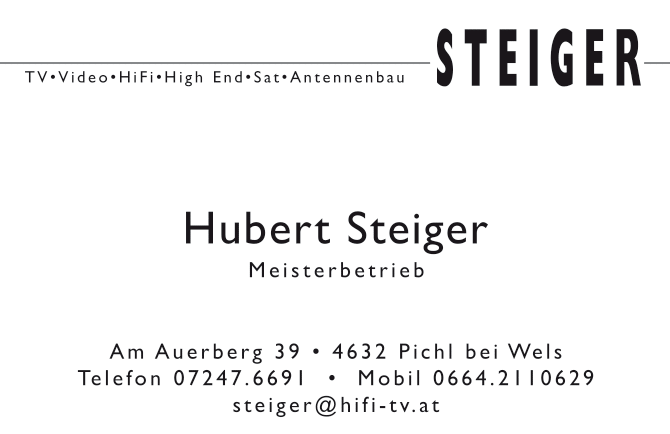 STEIGER
TV•Video•HiFi•High End•Sat•Antennenbau
Hubert Steiger
Meisterbetrieb
Am Auerberg 39 • 4632 Pichl bei Wels
Telefon 07247.6691 • Mobil 0664.2110629
steiger@hifi-tv.at